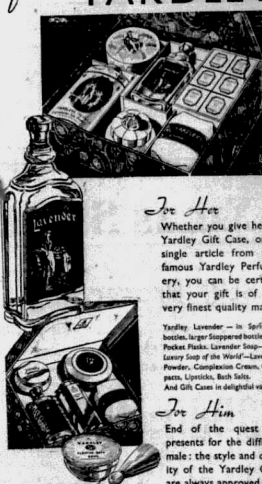 YARDLE
Lavender
For Her
Whether you give he
Yardley Gift Case, o
single article from
famous Yardley Perfu
ery, you can be cert
that your gift is of
very finest quality ma
Yardley Lavender — in Spri
bottles, larger Stoppered bottle
Pocket Flasks. Lavender Soap—
Luxury Soap of the World'—Lave
Powder, Complexion Cream,
pacts, Lipsticks, Bath Salts.
And Gift Cases in delightful va
For Him
End of the quest
presents for the diff
male: the style and q
ity of the Yardley G
are always approved
YARDLEY